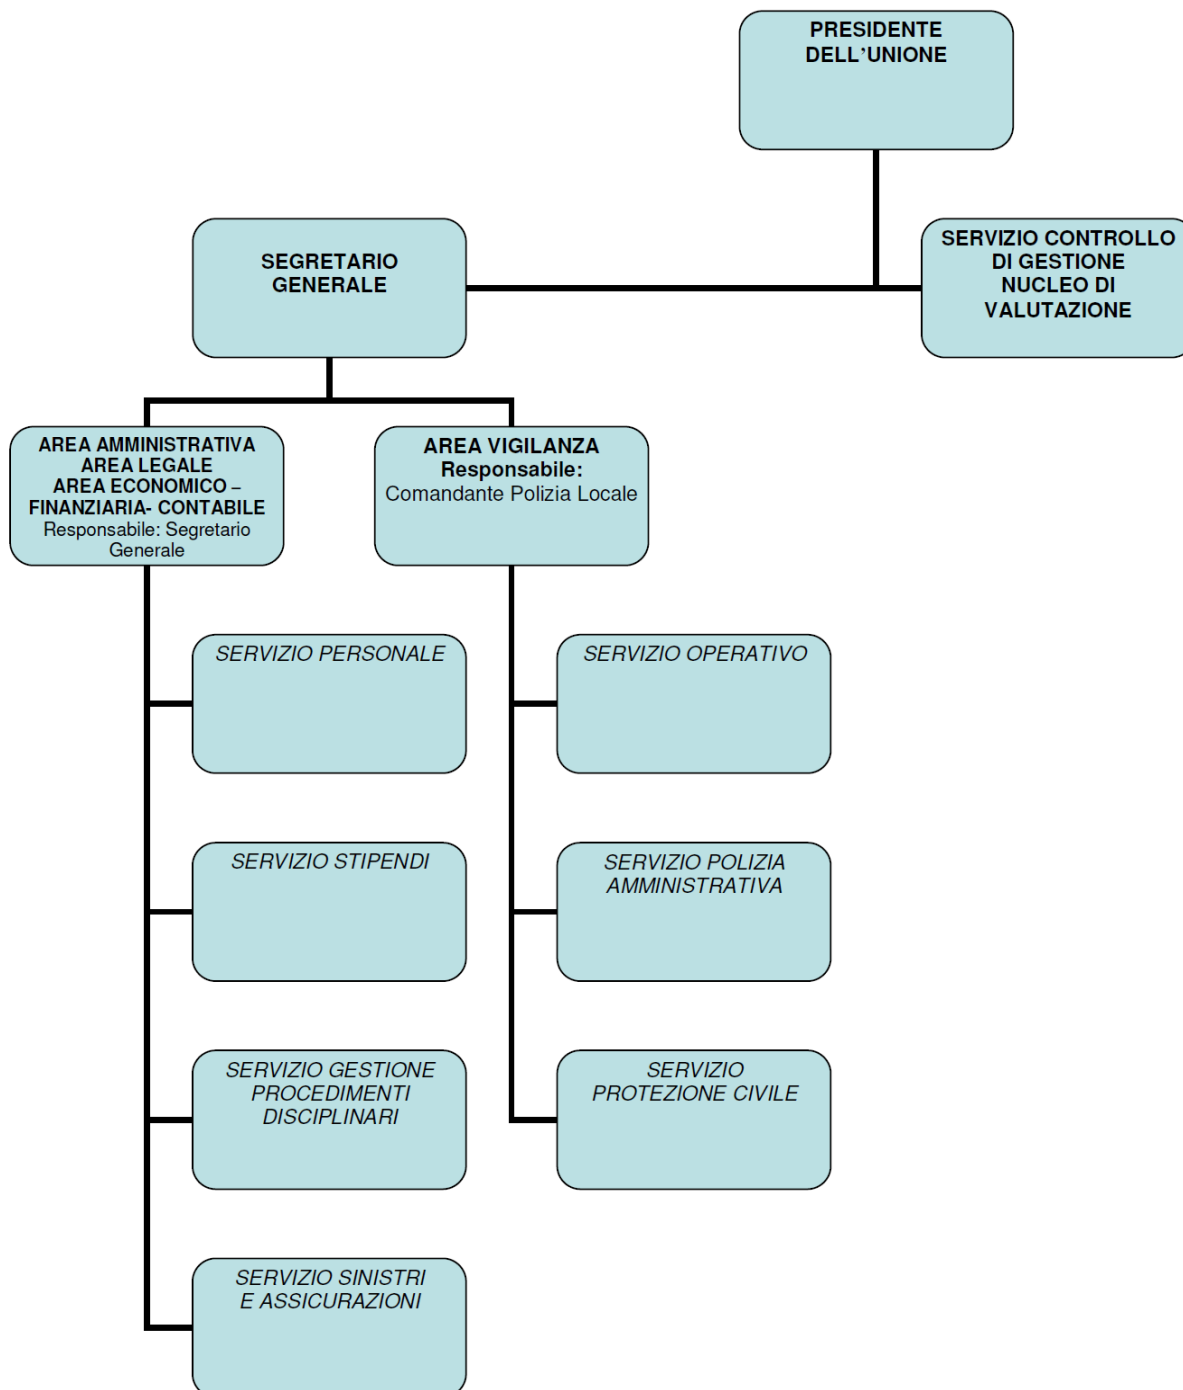 PRESIDENTE
DELL’UNIONE
SEGRETARIO
GENERALE
SERVIZIO CONTROLLO
DI GESTIONE
NUCLEO DI
VALUTAZIONE
AREA AMMINISTRATIVA
AREA LEGALE
AREA ECONOMICO –
FINANZIARIA- CONTABILE
Responsabile: Segretario
Generale
AREA VIGILANZA
Responsabile:
Comandante Polizia Locale
SERVIZIO PERSONALE
SERVIZIO OPERATIVO
SERVIZIO STIPENDI
SERVIZIO POLIZIA
AMMINISTRATIVA
SERVIZIO GESTIONE
PROCEDIMENTI
DISCIPLINARI
SERVIZIO
PROTEZIONE CIVILE
SERVIZIO SINISTRI
E ASSICURAZIONI